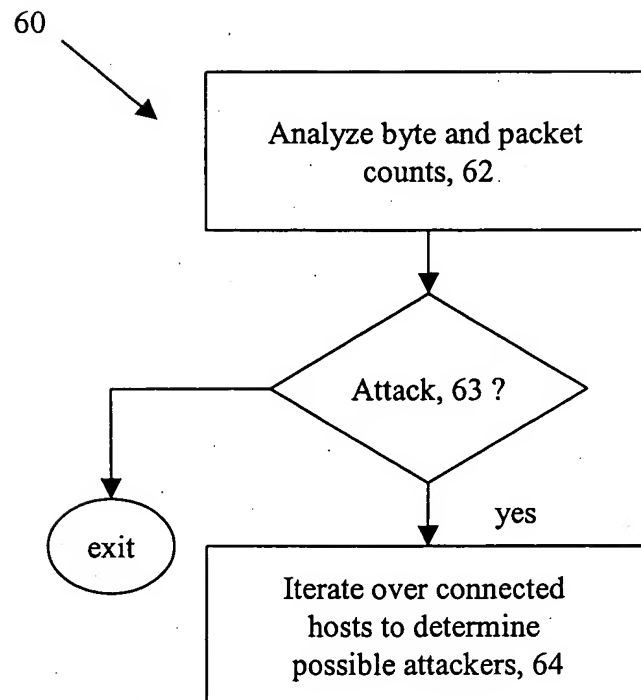 60
Analyze byte and packet
counts, 62
Attack, 63 ?
yes
exit
Iterate over connected
hosts to determine
possible attackers, 64